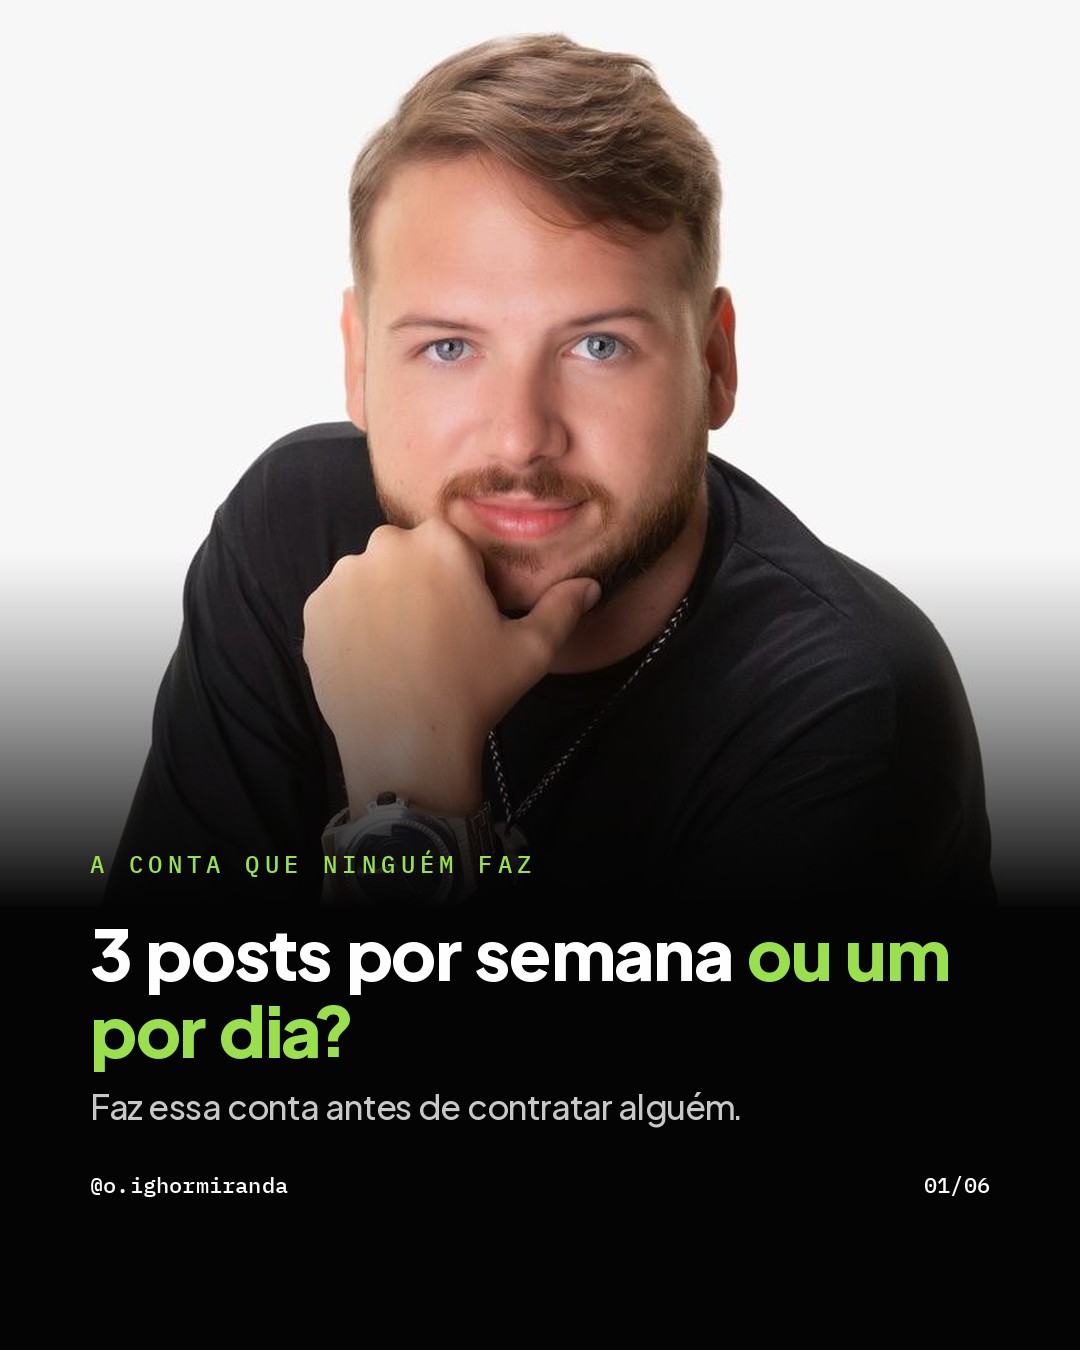 A CONTA QUE NINGUÉM FAZ
3 posts por semana ou um
por dia?
Faz essa conta antes de contratar alguém.
@o.ighormiranda
01/06